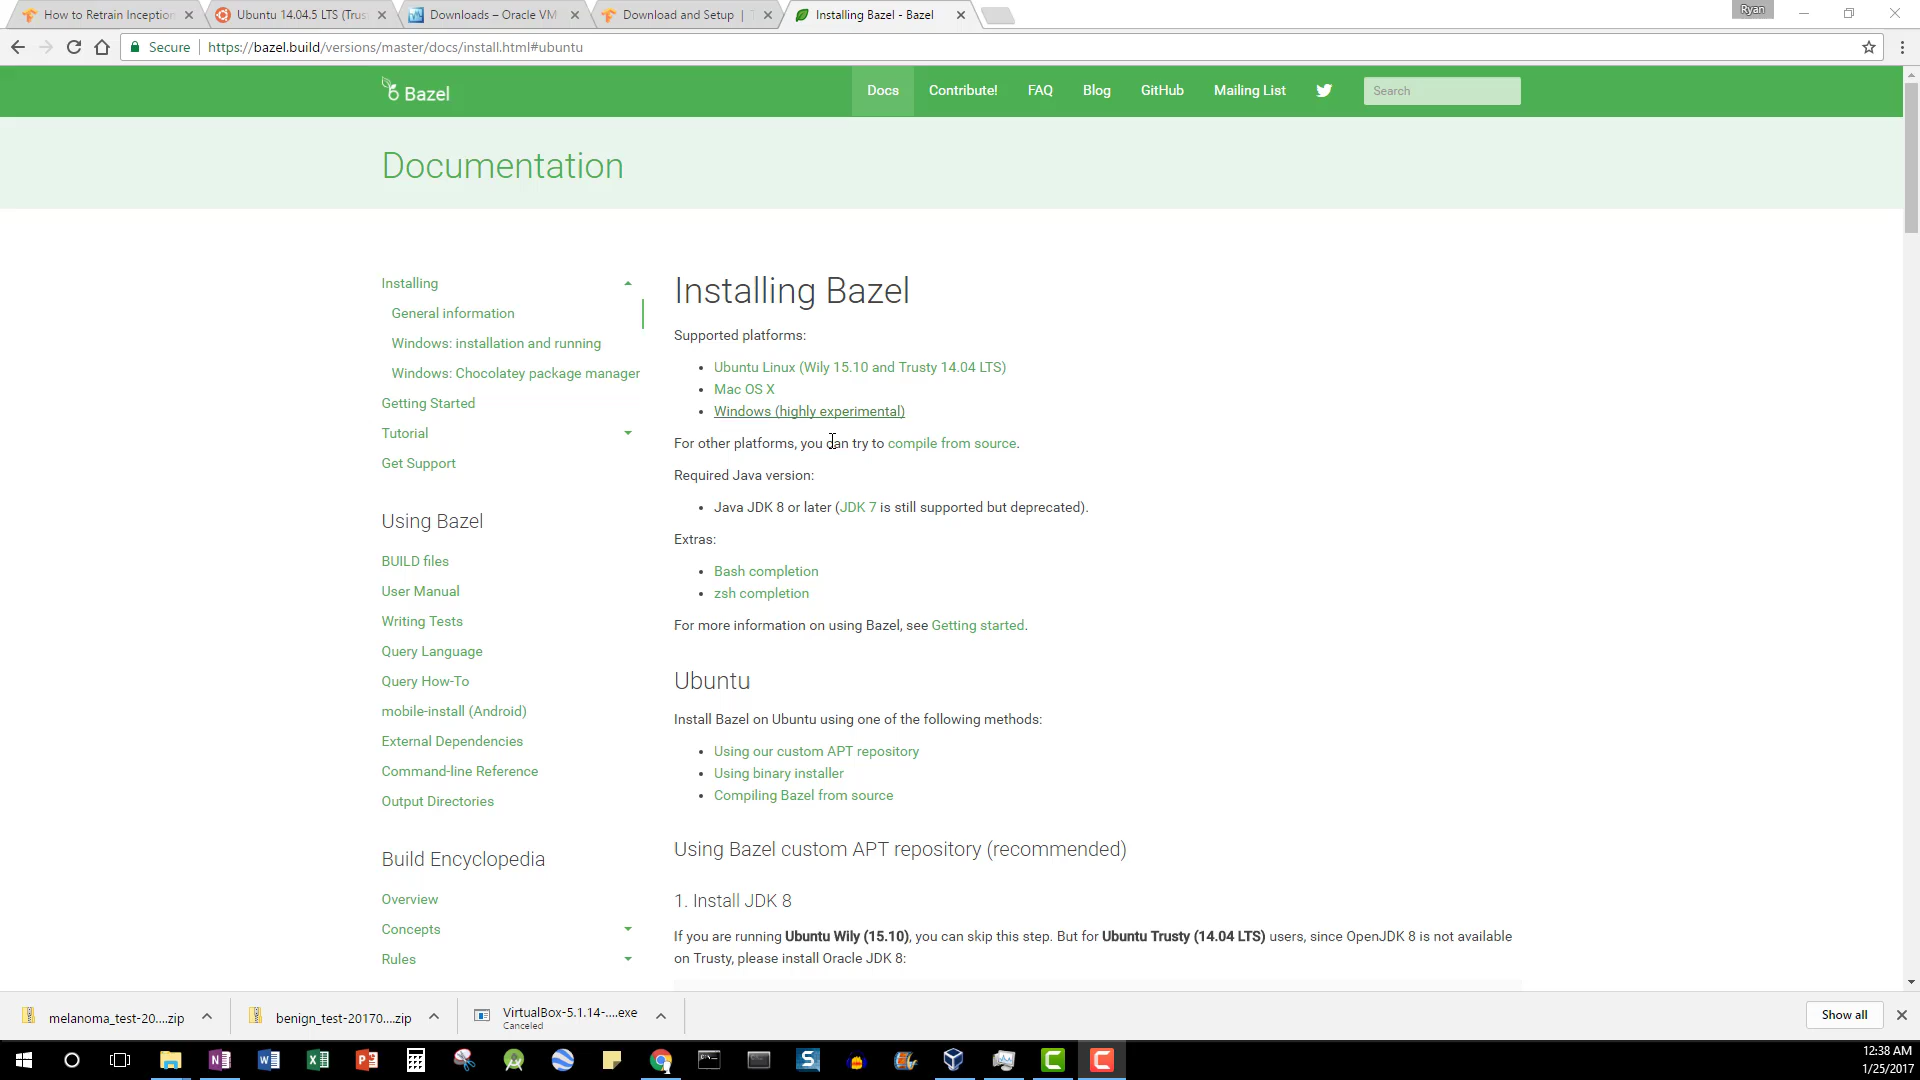 How to Retrain Inception
Ubuntu 14.04.5 LTS (Trus
Downloads – Oracle VM
Download and Setup | T
Installing Bazel - Bazel
Ryan
Secure
https://bazel.build/versions/master/docs/install.html#ubuntu
Bazel
Docs
Contribute!
FAQ
Blog
GitHub
Mailing List
Search
Documentation
Installing
General information
Windows: installation and running
Windows: Chocolatey package manager
Getting Started
Tutorial
Get Support
Using Bazel
BUILD files
User Manual
Writing Tests
Query Language
Query How-To
mobile-install (Android)
External Dependencies
Command-line Reference
Output Directories
Build Encyclopedia
Overview
Concepts
Rules
Installing Bazel
Supported platforms:
• Ubuntu Linux (Wily 15.10 and Trusty 14.04 LTS)
• Mac OS X
• Windows (highly experimental)
For other platforms, you can try to compile from source.
Required Java version:
• Java JDK 8 or later (JDK 7 is still supported but deprecated).
Extras:
• Bash completion
• zsh completion
For more information on using Bazel, see Getting started.
Ubuntu
Install Bazel on Ubuntu using one of the following methods:
• Using our custom APT repository
• Using binary installer
• Compiling Bazel from source
Using Bazel custom APT repository (recommended)
1. Install JDK 8
If you are running Ubuntu Wily (15.10), you can skip this step. But for Ubuntu Trusty (14.04 LTS) users, since OpenJDK 8 is not available
on Trusty, please install Oracle JDK 8:
melanoma_test-20....zip
benign_test-20170....zip
VirtualBox-5.1.14-....exe
Canceled
Show all
12:38 AM
1/25/2017